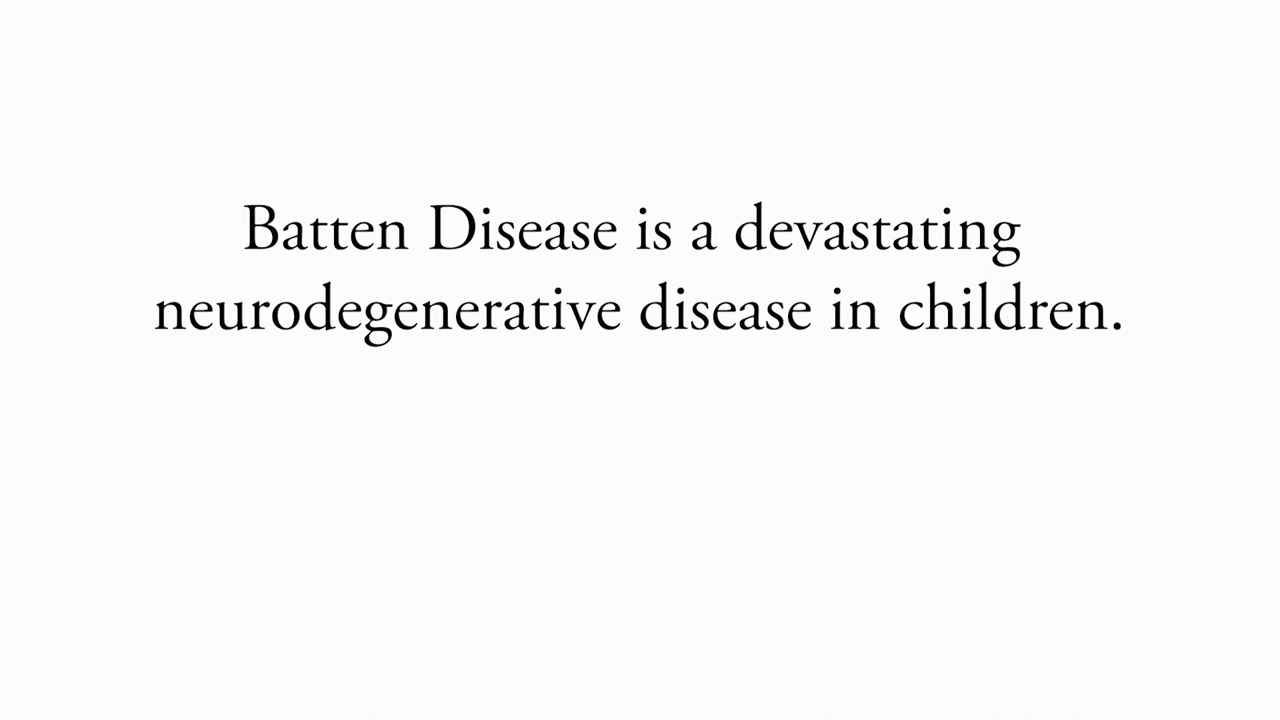 Batten Disease is a devastating
neurodegenerative disease in children.